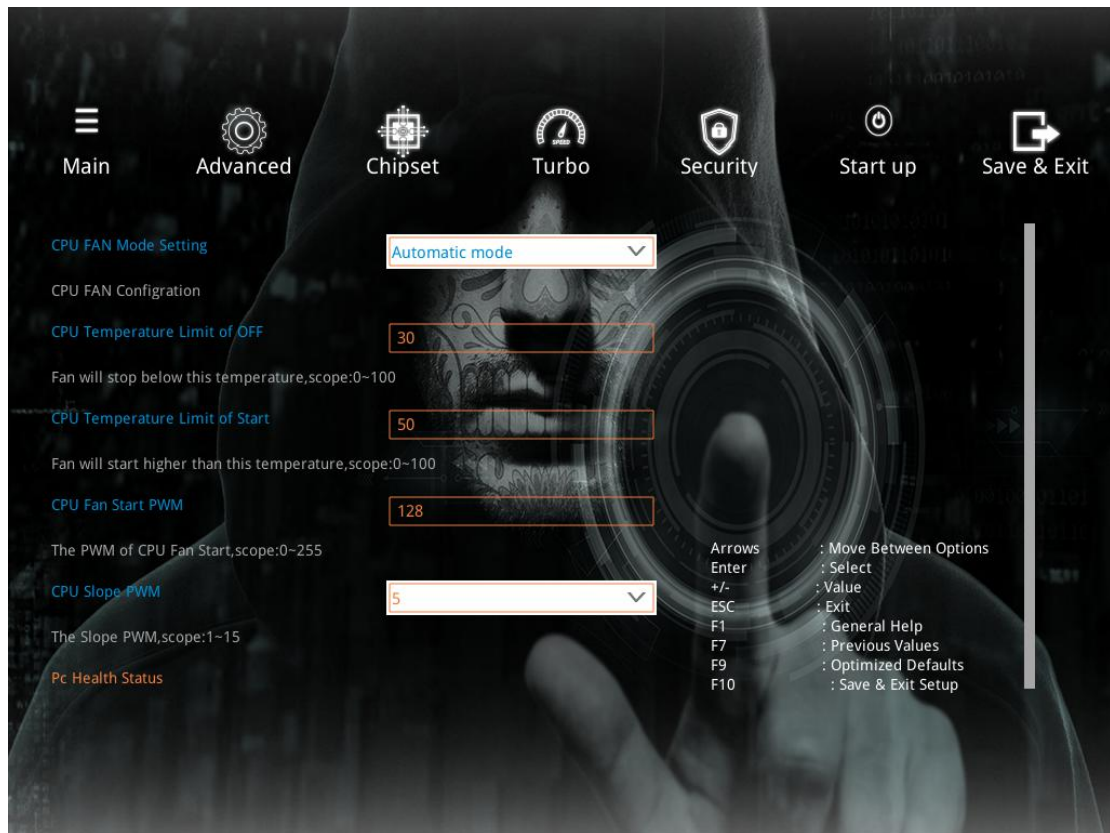 Main Advanced Chipset Turbo Security Start up Save & Exit
SPEED
CPU FAN Mode Setting
Automatic mode
CPU FAN Configration
CPU Temperature Limit of OFF
30
Fan will stop below this temperature,scope:0~100
CPU Temperature Limit of Start
50
Fan will start higher than this temperature,scope:0~100
CPU Fan Start PWM
128
The PWM of CPU Fan Start,scope:0~255
CPU Slope PWM
5
The Slope PWM,scope:1~15
Pc Health Status
Arrows : Move Between Options
Enter : Select
+/- : Value
ESC : Exit
F1 : General Help
F7 : Previous Values
F9 : Optimized Defaults
F10 : Save & Exit Setup